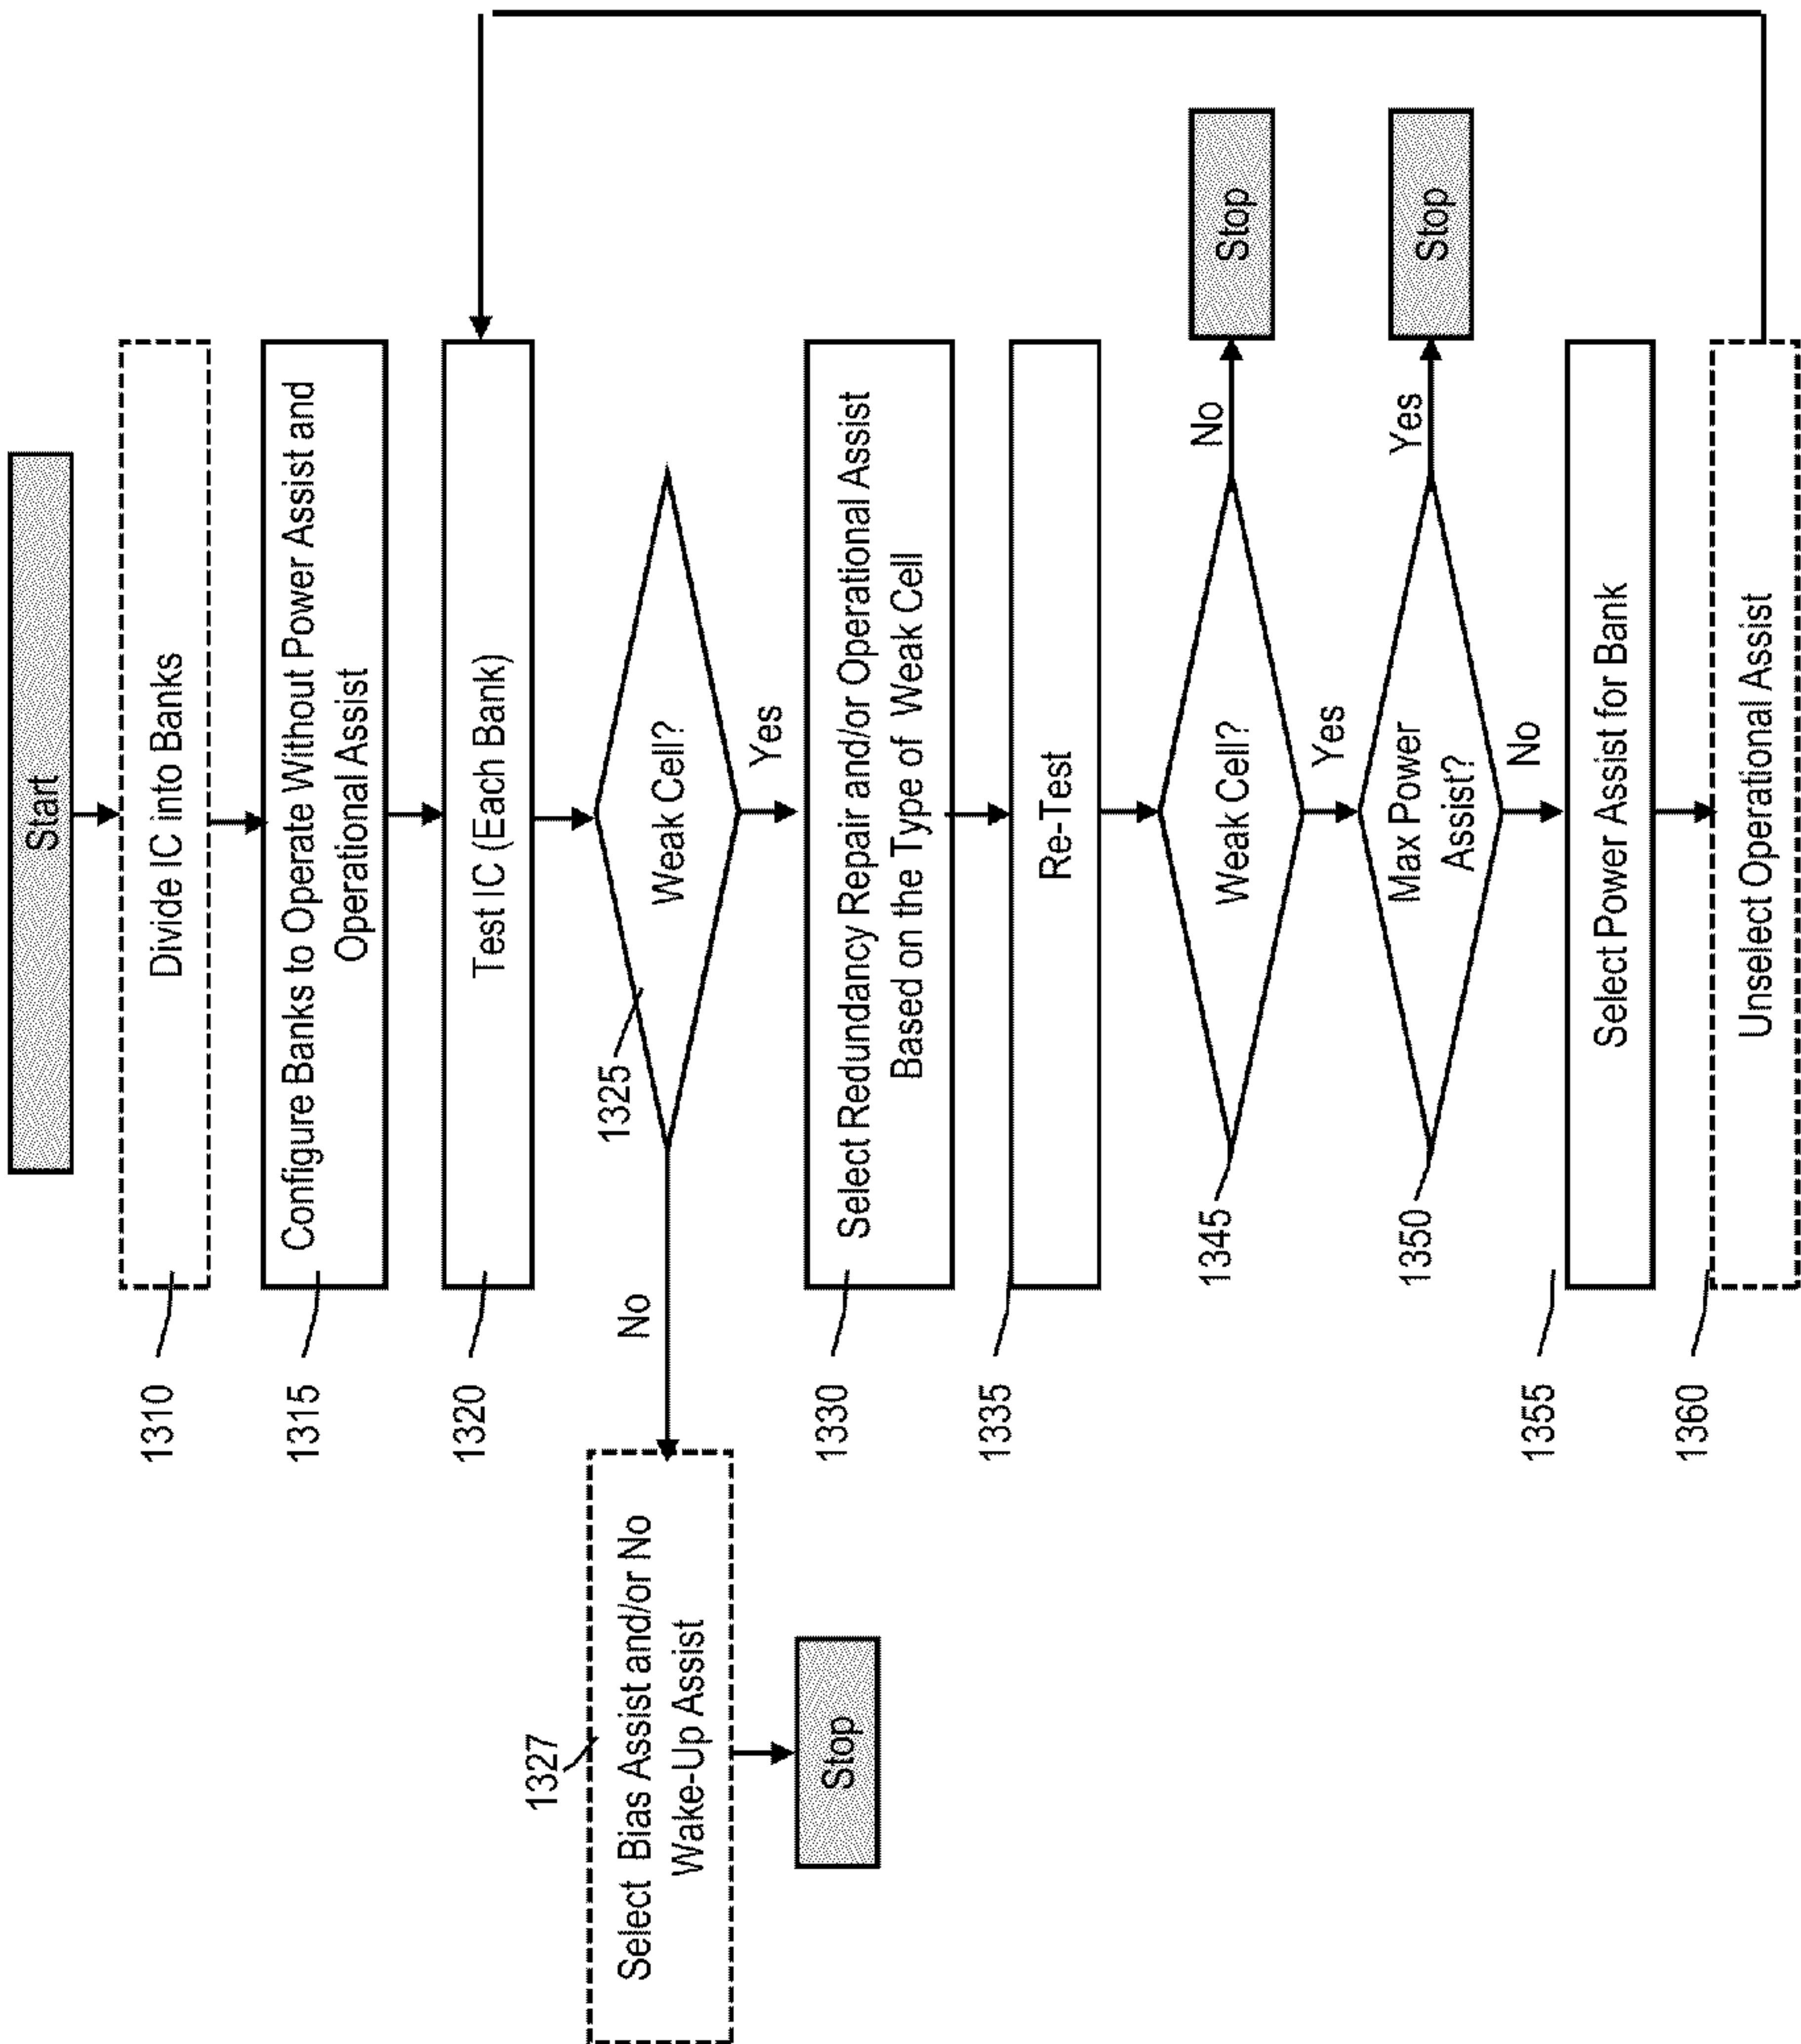 Start
1310
Divide IC into Banks
1315
Configure Banks to Operate Without Power Assist and
Operational Assist
1320
Test IC (Each Bank)
1325
Weak Cell?
No
Yes
1327
Select Bias Assist and/or No
Wake-Up Assist
Stop
1330
Select Redundancy Repair and/or Operational Assist
Based on the Type of Weak Cell
1335
Re-Test
1345
Weak Cell?
No
Stop
Yes
1350
Max Power
Assist?
Yes
Stop
No
1355
Select Power Assist for Bank
1360
Unselect Operational Assist